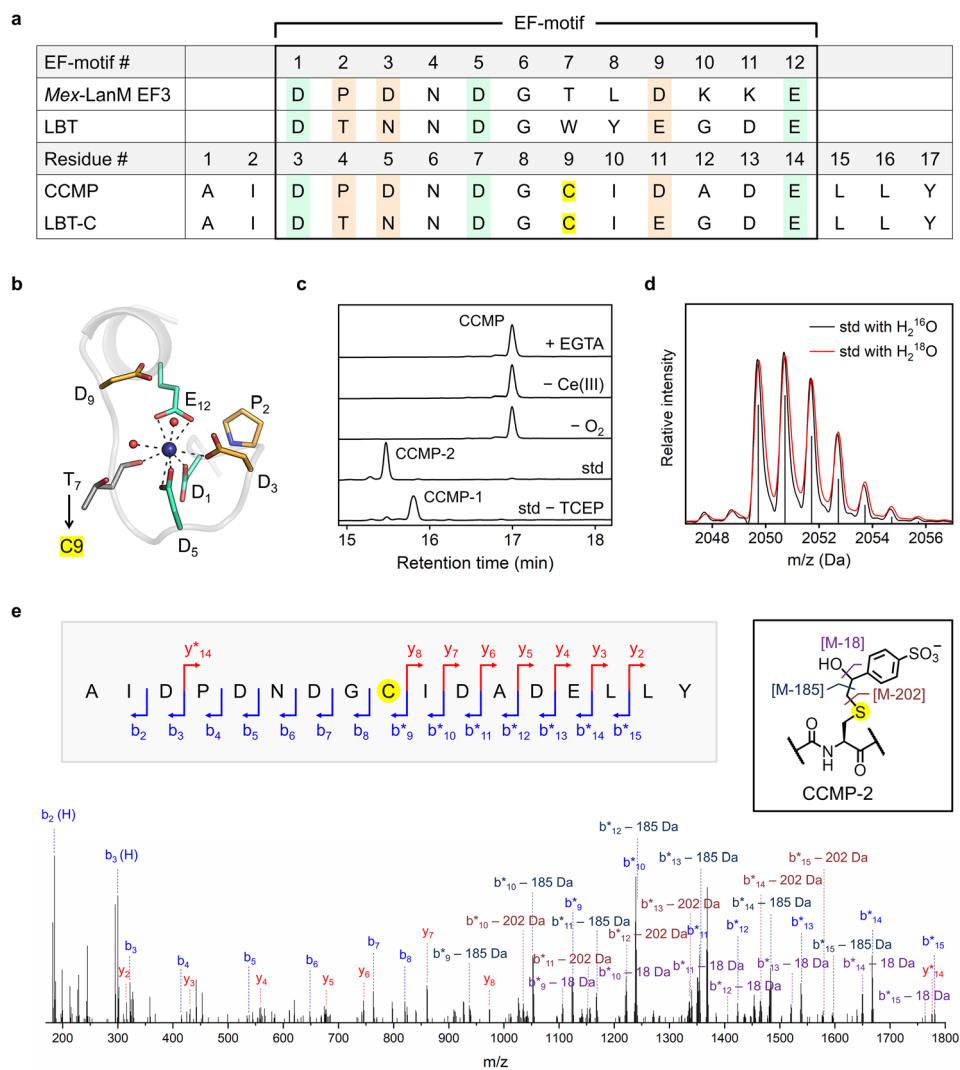 a
EF-motif
EF-motif # 1 2 3 4 5 6 7 8 9 10 11 12
Mex-LanM EF3 D P D N D G T L D K K E
LBT D T N N D G W Y E G D E
Residue # 1 2 3 4 5 6 7 8 9 10 11 12 13 14 15 16 17
CCMP A I D P D N D G C I D A D E L L Y
LBT-C A I D T N N D G C I E G D E L L Y
b
D9
E12
P2
T7
D1
D3
C9
D5
c
CCMP
+ EGTA
− Ce(III)
− O2
CCMP-2
std
CCMP-1
std − TCEP
15 16 17 18
Retention time (min)
d
Relative intensity
std with H2¹⁶O
std with H2¹⁸O
2048 2050 2052 2054 2056
m/z (Da)
e
y*14 y8 y7 y6 y5 y4 y3 y2
A I D P D N D G C I D A D E L L Y
b2 b3 b4 b5 b6 b7 b8 b*9 b*10 b*11 b*12 b*13 b*14 b*15
[M-18]
SO3−
HO
[M-185]
[M-202]
S
N
H
O
O
CCMP-2
b2 (H)
b3 (H)
b3
y2
b4
y3
b5
y4
b6
y5
b7
y6
b8
y7
y8
b*9 – 185 Da
b*10 – 202 Da
b*10 – 185 Da
b*11 – 202 Da
b*9 – 18 Da
b*9
b*11 – 185 Da
b*12 – 202 Da
b*10 – 18 Da
b*12 – 185 Da
b*10
b*13 – 202 Da
b*11 – 18 Da
b*13 – 185 Da
b*11
b*12 – 18 Da
b*12
b*14 – 202 Da
b*14 – 185 Da
b*13 – 18 Da
b*13
b*15 – 202 Da
b*15 – 185 Da
b*14 – 18 Da
b*14
b*15 – 18 Da
y*14
b*15
200 300 400 500 600 700 800 900 1000 1100 1200 1300 1400 1500 1600 1700 1800
m/z